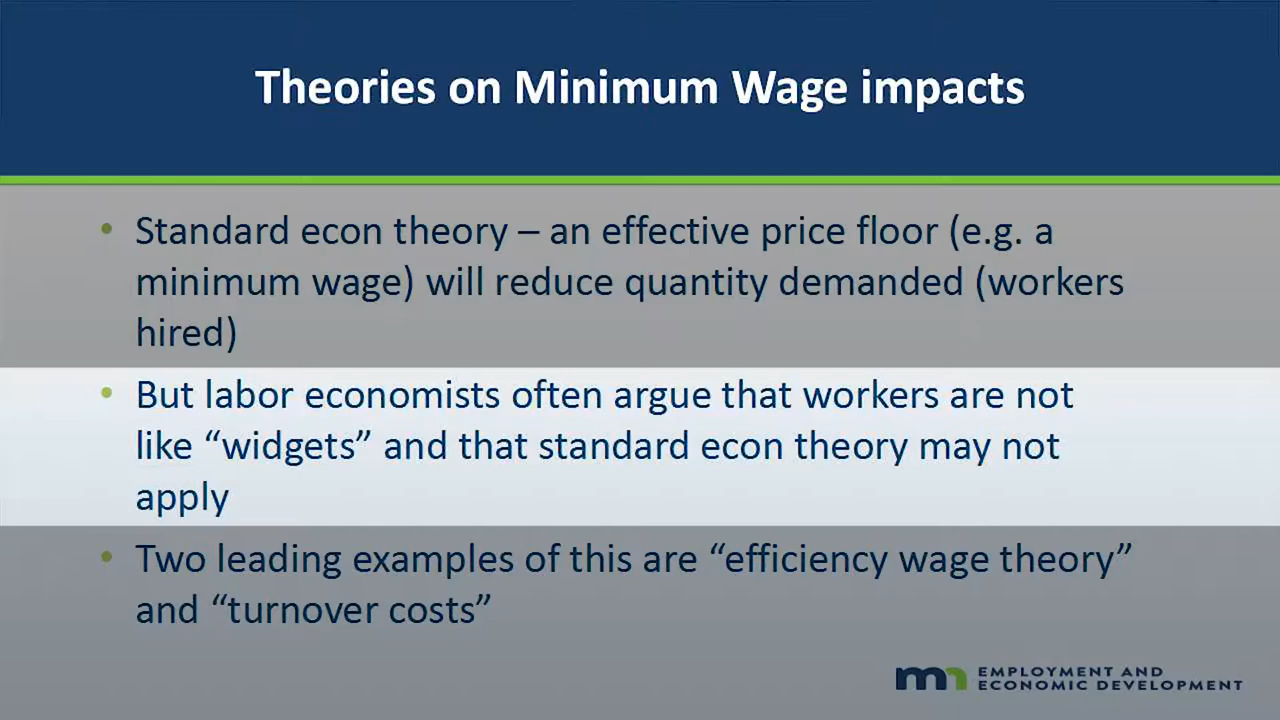 Theories on Minimum Wage impacts
• Standard econ theory – an effective price floor (e.g. a
minimum wage) will reduce quantity demanded (workers
hired)
• But labor economists often argue that workers are not
like “widgets” and that standard econ theory may not
apply
• Two leading examples of this are “efficiency wage theory”
and “turnover costs”
mn EMPLOYMENT AND
ECONOMIC DEVELOPMENT